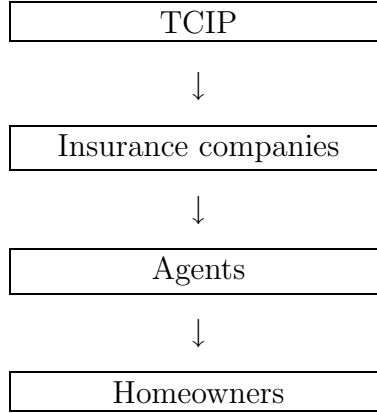 TCIP
↓
Insurance companies
↓
Agents
↓
Homeowners